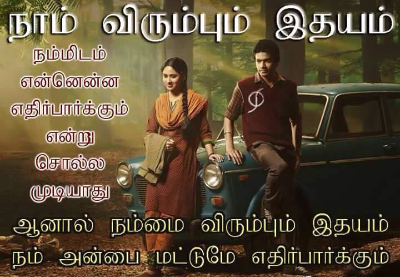 நாம் விரும்பும் இதயம்
நம்மிடம்
என்னென்ன
எதிர்பார்க்கும்
என்று
சொல்ல
முடியாது
ஆனால் நம்மை விரும்பும் இதயம்
நம் அன்பை மட்டுமே எதிர்பார்க்கும்